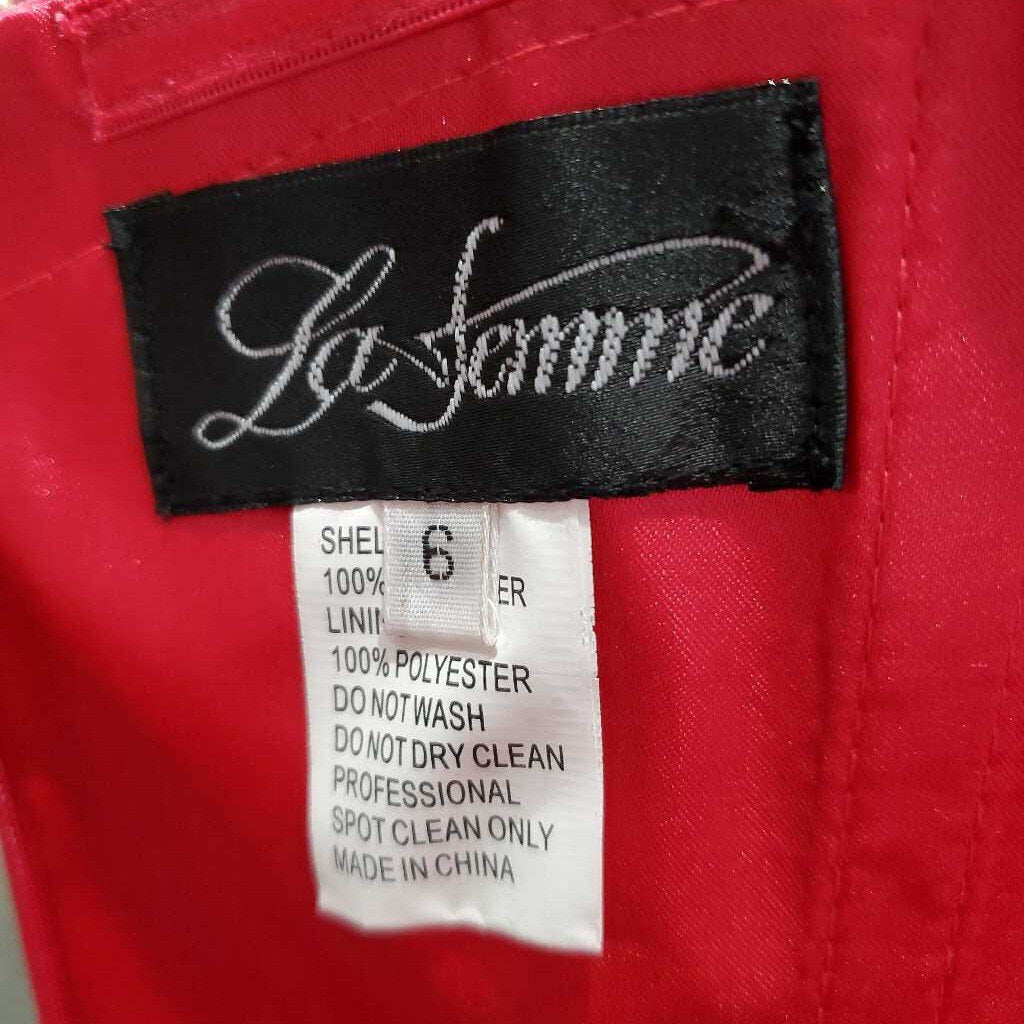 La Femme
6
SHEL
100% ER
LININ
100% POLYESTER
DO NOT WASH
DO NOT DRY CLEAN
PROFESSIONAL
SPOT CLEAN ONLY
MADE IN CHINA